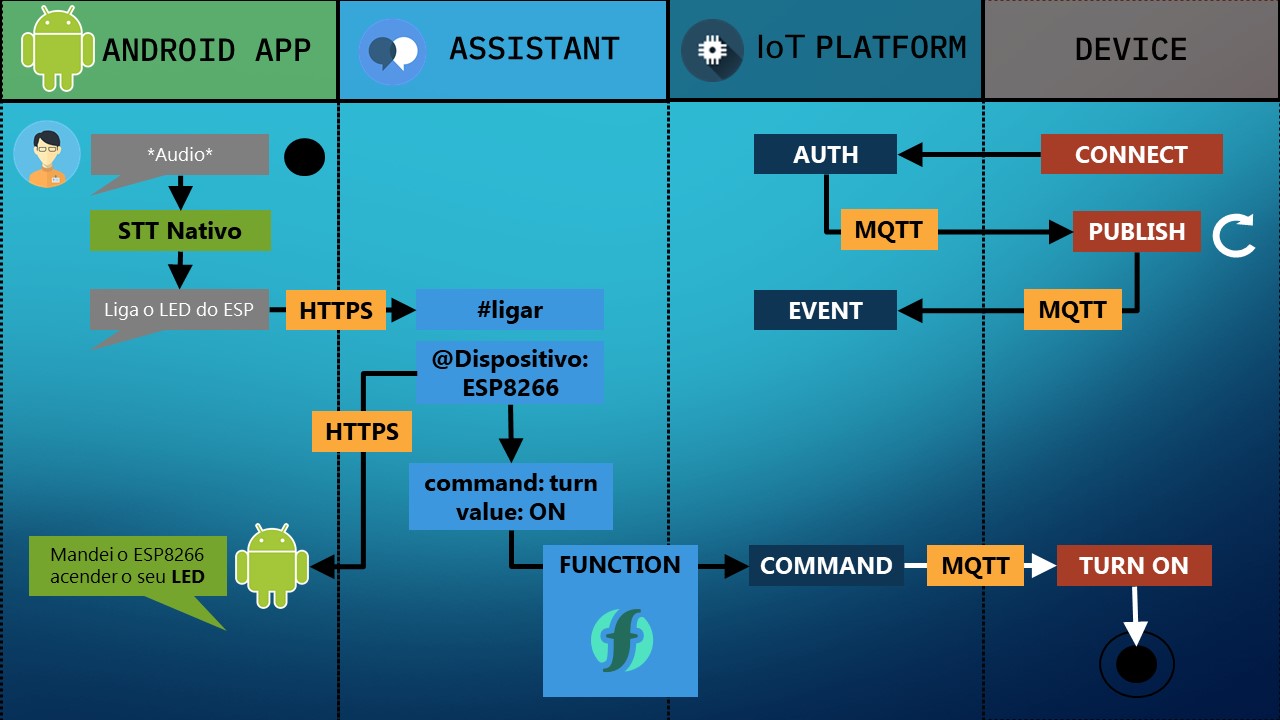 ANDROID APP
ASSISTANT
IoT PLATFORM
DEVICE
*Audio*
STT Nativo
Liga o LED do ESP
HTTPS
#ligar
@Dispositivo:
ESP8266
HTTPS
command: turn
value: ON
Mandei o ESP8266
acender o seu LED
FUNCTION
AUTH
CONNECT
MQTT
PUBLISH
EVENT
MQTT
COMMAND
MQTT
TURN ON